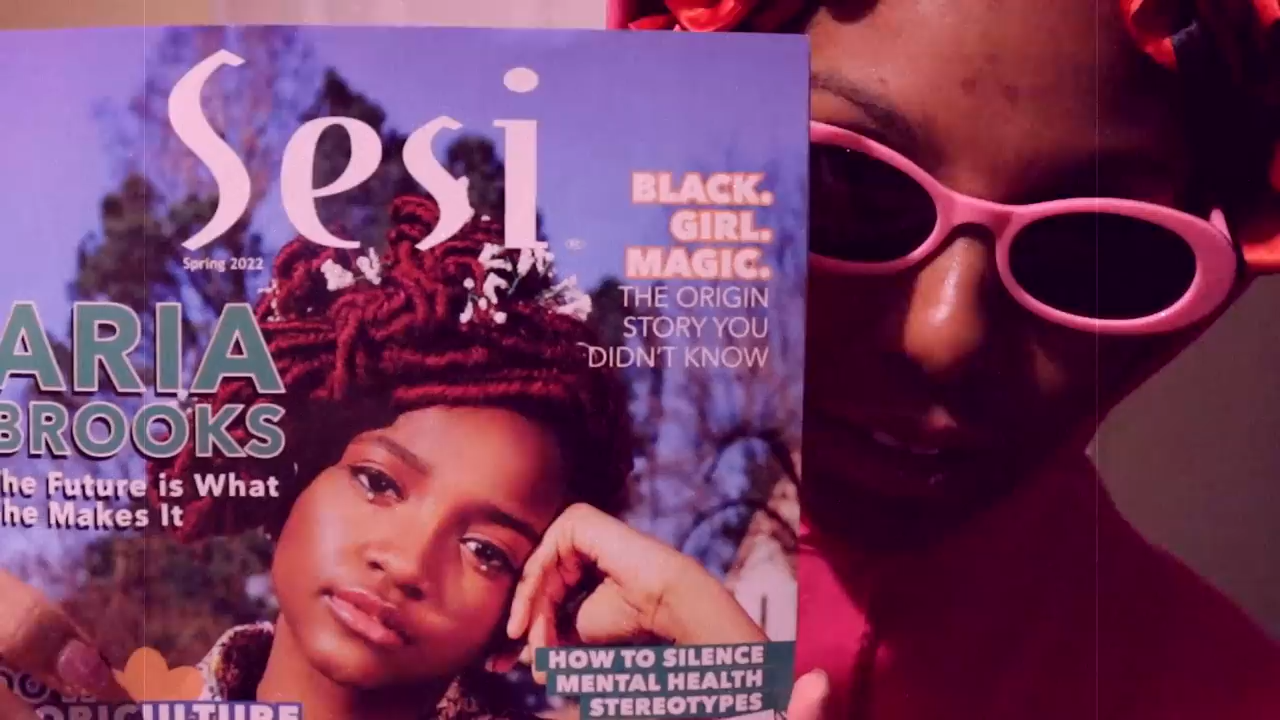 Sesi
Spring 2022
BLACK.
GIRL.
MAGIC.
THE ORIGIN
STORY YOU
DIDN'T KNOW
ARIA
BROOKS
he Future is What
he Makes It
HOW TO SILENCE
MENTAL HEALTH
STEREOTYPES